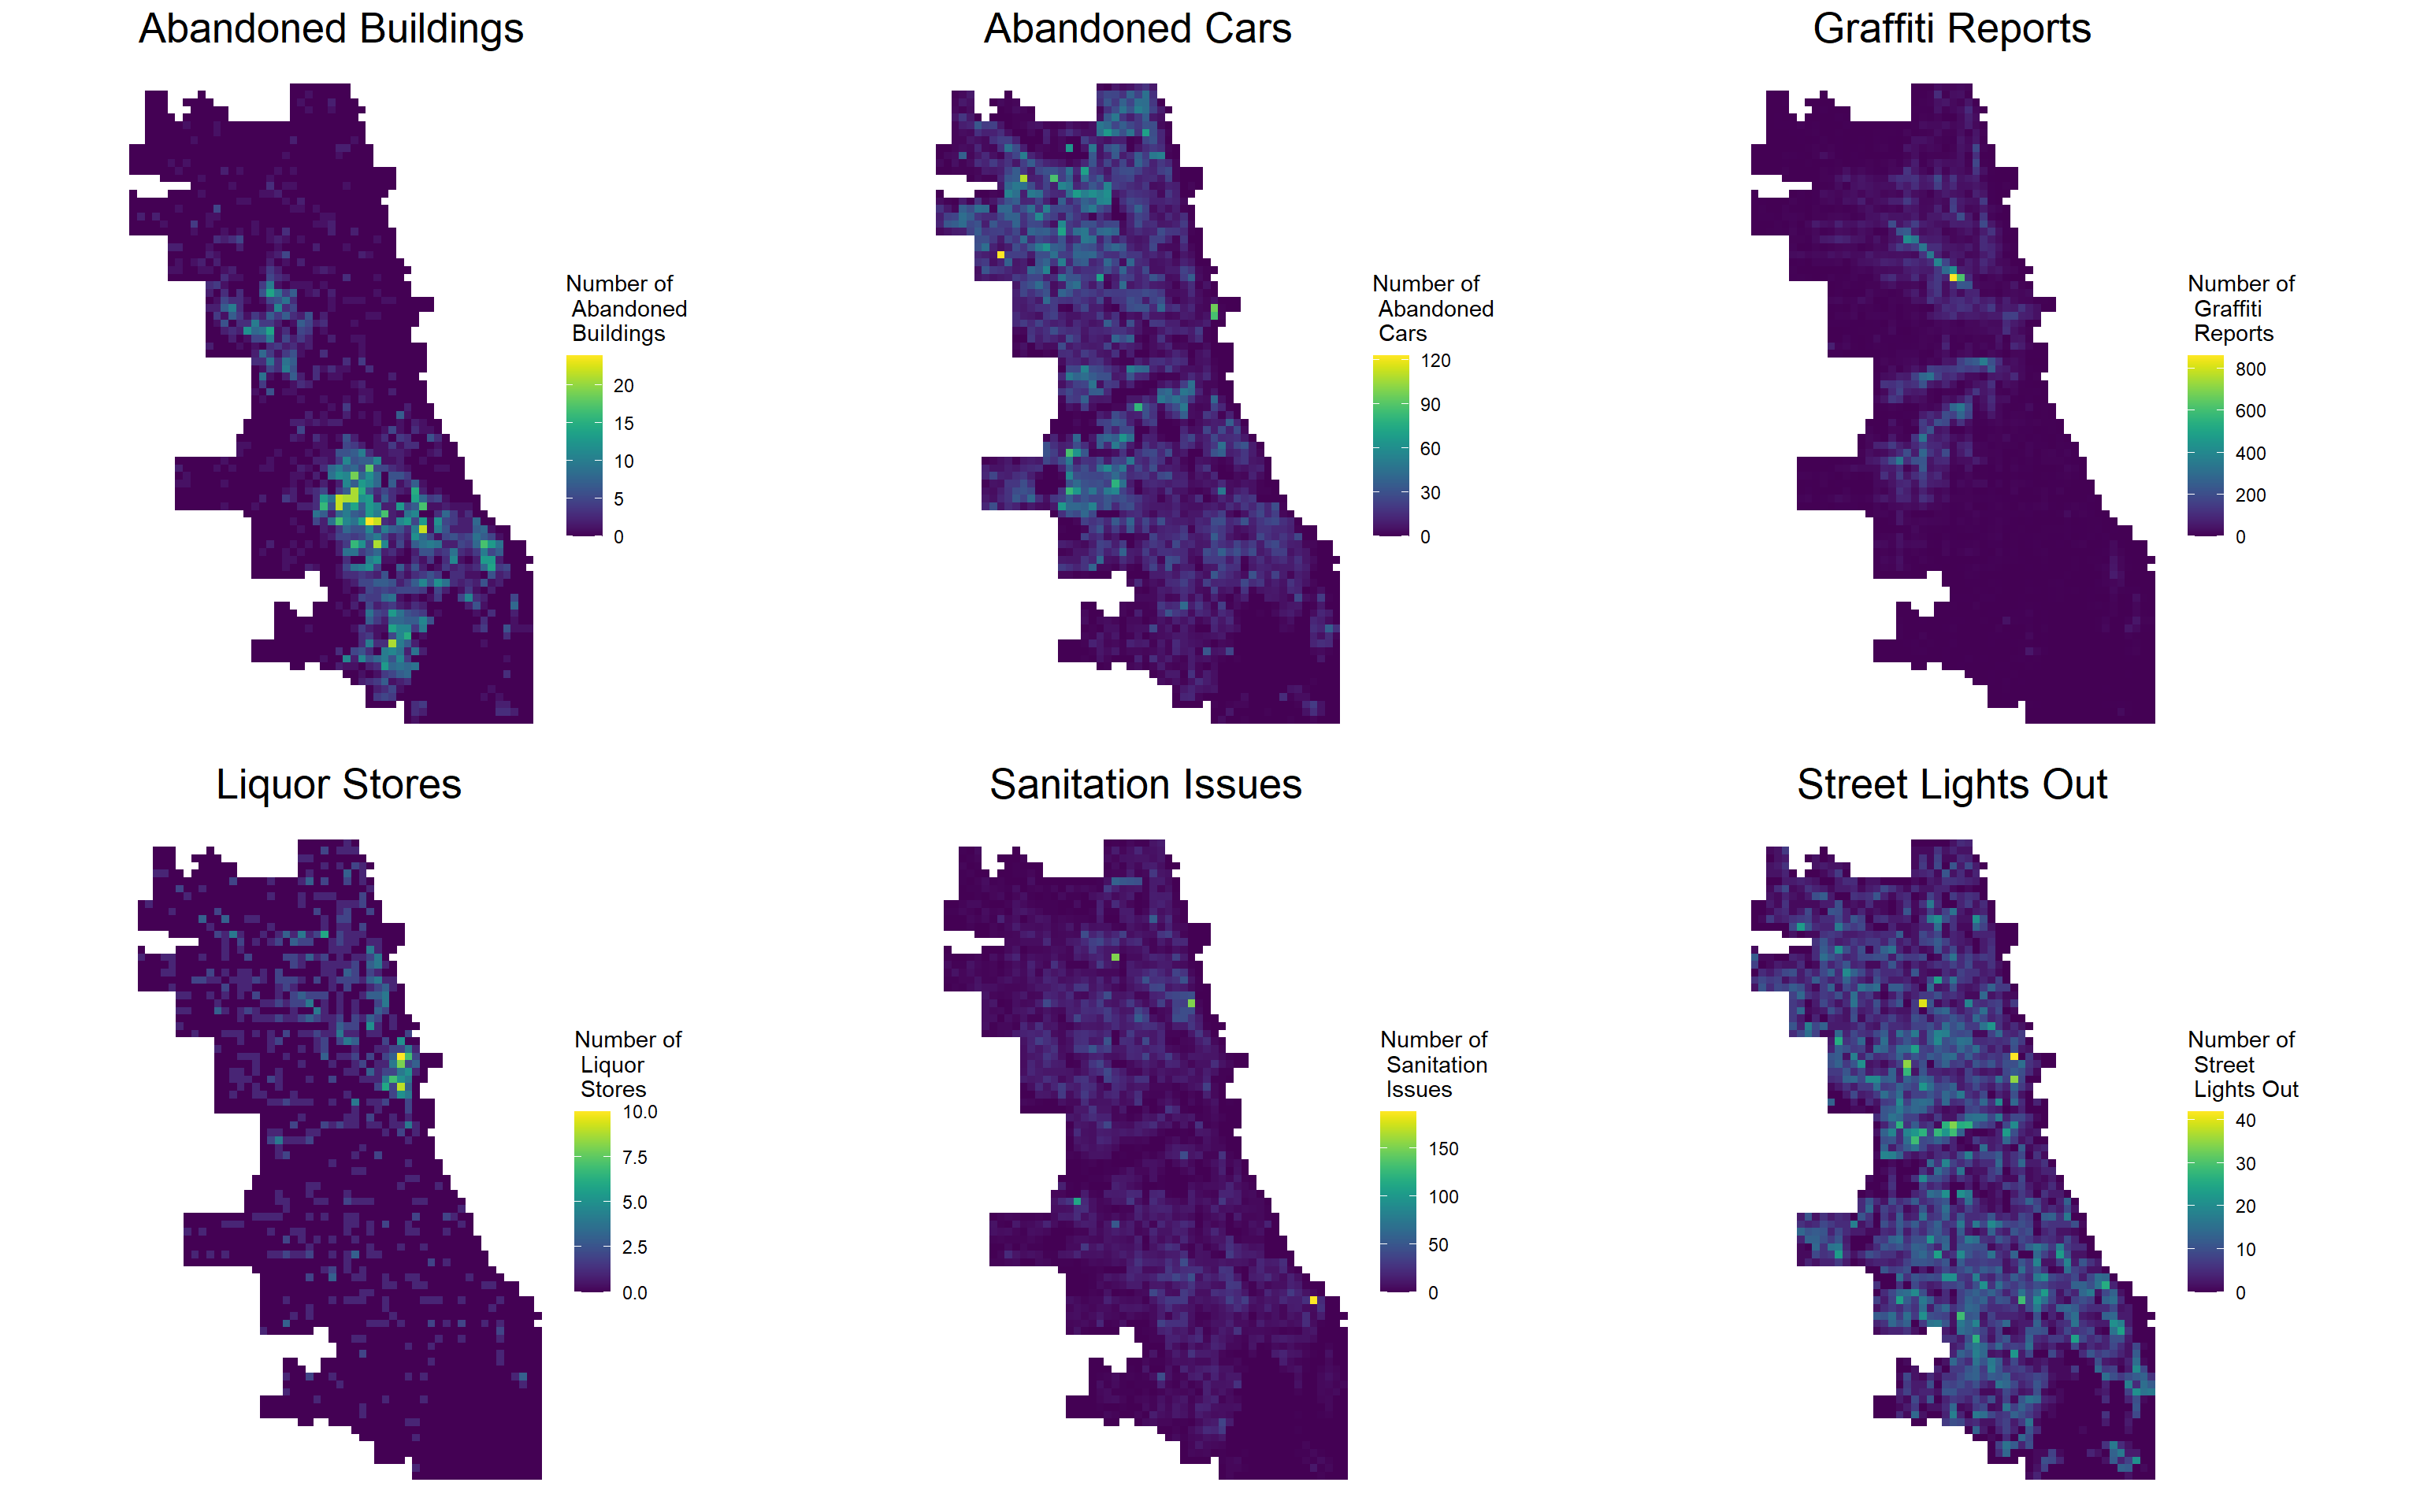 Abandoned Buildings
Number of
Abandoned
Buildings
20
15
10
5
0
Abandoned Cars
Number of
Abandoned
Cars
120
90
60
30
0
Graffiti Reports
Number of
Graffiti
Reports
800
600
400
200
0
Liquor Stores
Number of
Liquor
Stores
10.0
7.5
5.0
2.5
0.0
Sanitation Issues
Number of
Sanitation
Issues
150
100
50
0
Street Lights Out
Number of
Street
Lights Out
40
30
20
10
0